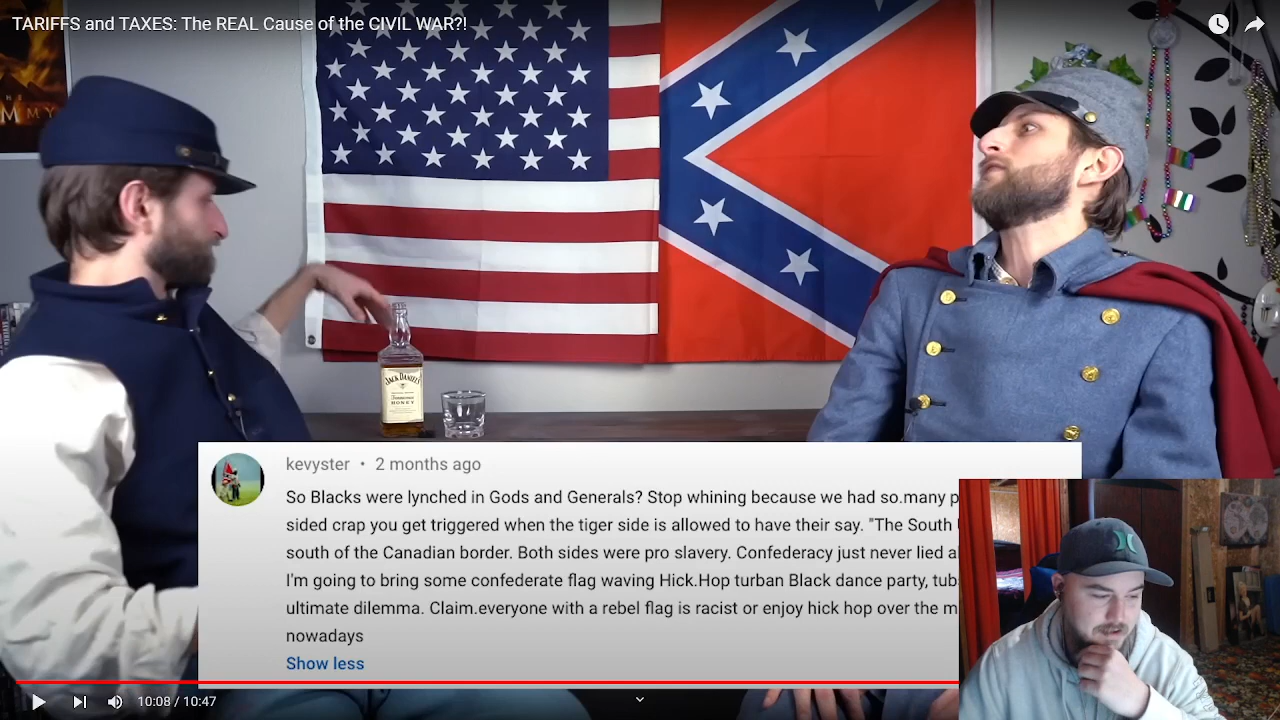 TARIFFS and TAXES: The REAL Cause of the CIVIL WAR?!
MMY
JACK DANIEL'S
HONEY
kevyster • 2 months ago
So Blacks were lynched in Gods and Generals? Stop whining because we had so.many
sided crap you get triggered when the tiger side is allowed to have their say. "The South
south of the Canadian border. Both sides were pro slavery. Confederacy just never lied
I'm going to bring some confederate flag waving Hick.Hop turban Black dance party,
ultimate dilemma. Claim.everyone with a rebel flag is racist or enjoy hick hop over the
nowadays
Show less
10:08 / 10:47